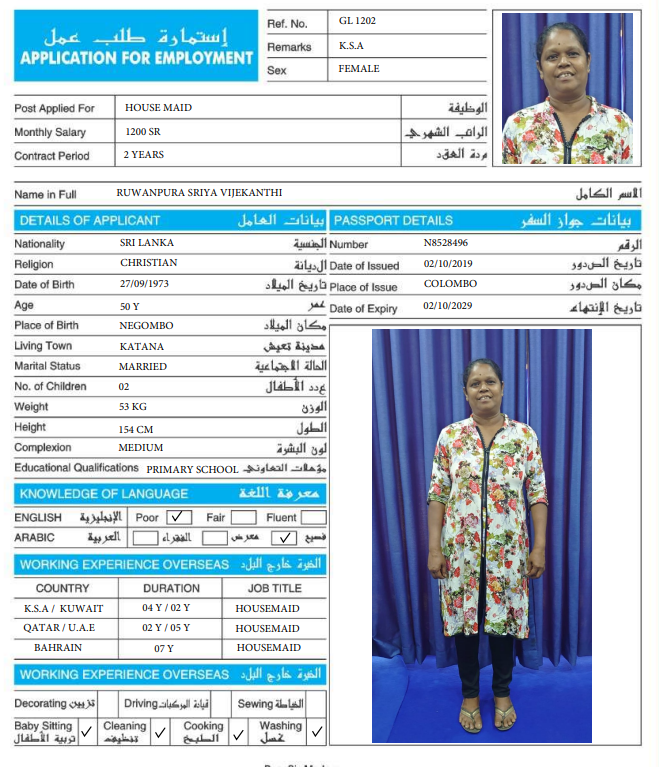 إستمارة طلب عمل
APPLICATION FOR EMPLOYMENT
Ref. No. GL 1202
Remarks K.S.A
Sex FEMALE
Post Applied For HOUSE MAID الوظيفة
Monthly Salary 1200 SR الراتب الشهري
Contract Period 2 YEARS مدة العقد
Name in Full RUWANPURA SRIYA VIJEKANTHI الأسم الكامل
DETAILS OF APPLICANT بيانات العامل
Nationality SRI LANKA الجنسية
Religion CHRISTIAN الديانة
Date of Birth 27/09/1973 تاريخ الميلاد
Age 50 Y عمر
Place of Birth NEGOMBO مكان الميلاد
Living Town KATANA مدينة تعيش
Marital Status MARRIED الحالة الأجتماعية
No. of Children 02 عدد الأطفال
Weight 53 KG الوزن
Height 154 CM الطول
Complexion MEDIUM لون البشرة
Educational Qualifications PRIMARY SCHOOL
PASSPORT DETAILS بيانات جواز السفر
Number N8528496 الرقم
Date of Issued 02/10/2019 تاريخ الصدور
Place of Issue COLOMBO مكان الصدور
Date of Expiry 02/10/2029 تاريخ الإنتهاء
KNOWLEDGE OF LANGUAGE معرفة اللغة
ENGLISH الإنجليزية Poor ✓ Fair Fluent
ARABIC العربية ✓ فصيح
WORKING EXPERIENCE OVERSEAS الخبرة خارج البلد
COUNTRY DURATION JOB TITLE
K.S.A / KUWAIT 04 Y / 02 Y HOUSEMAID
QATAR / U.A.E 02 Y / 05 Y HOUSEMAID
BAHRAIN 07 Y HOUSEMAID
WORKING EXPERIENCE OVERSEAS الخبرة خارج البلد
Decorating تزيين Driving قيادة المركبات Sewing الخياطة
Baby Sitting ✓ Cleaning ✓ Cooking ✓ Washing ✓
تربية الأطفال تنظيف الطبخ غسل